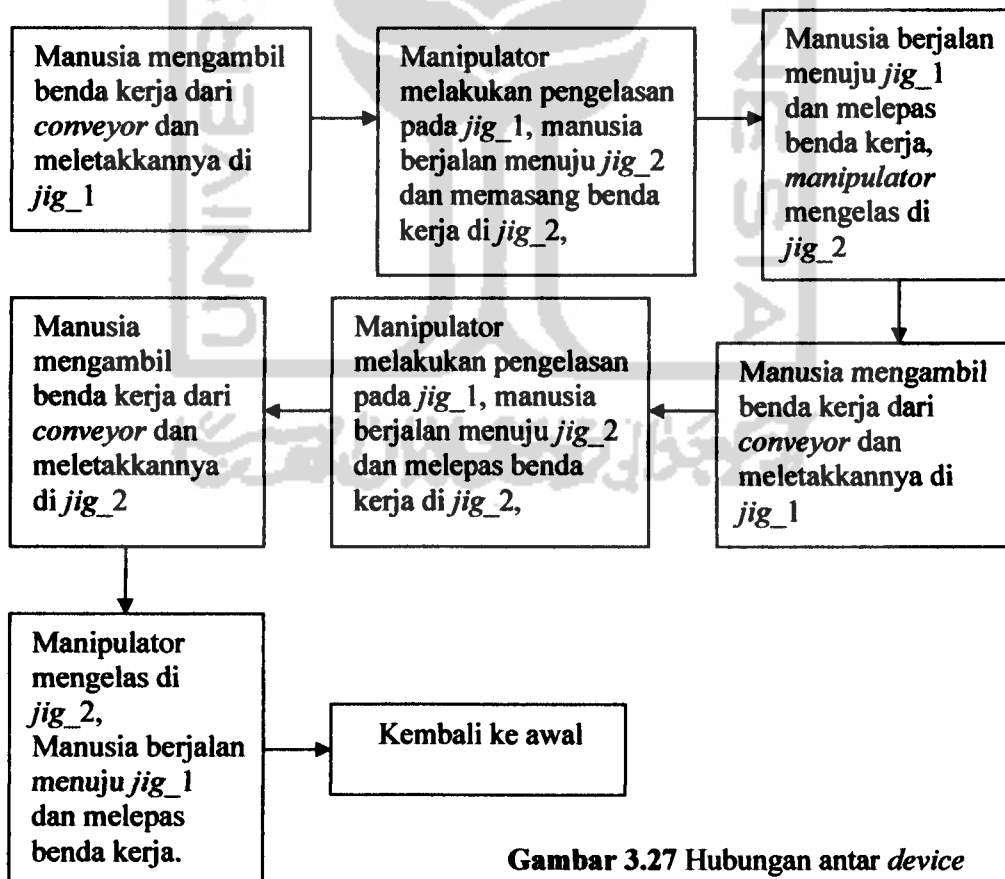 Manusia mengambil
benda kerja dari
conveyor dan
meletakkannya di
jig_1
Manipulator
melakukan pengelasan
pada jig_1, manusia
berjalan menuju jig_2
dan memasang benda
kerja di jig_2,
Manusia berjalan
menuju jig_1
dan melepas
benda kerja,
manipulator
mengelas di
jig_2
Manusia mengambil
benda kerja dari
conveyor dan
meletakkannya di
jig_1
Manipulator
melakukan pengelasan
pada jig_1, manusia
berjalan menuju jig_2
dan melepas benda
kerja di jig_2,
Manusia
mengambil
benda kerja dari
conveyor dan
meletakkannya
di jig_2
Manipulator
mengelas di
jig_2,
Manusia berjalan
menuju jig_1
dan melepas
benda kerja.
Kembali ke awal
Gambar 3.27 Hubungan antar device